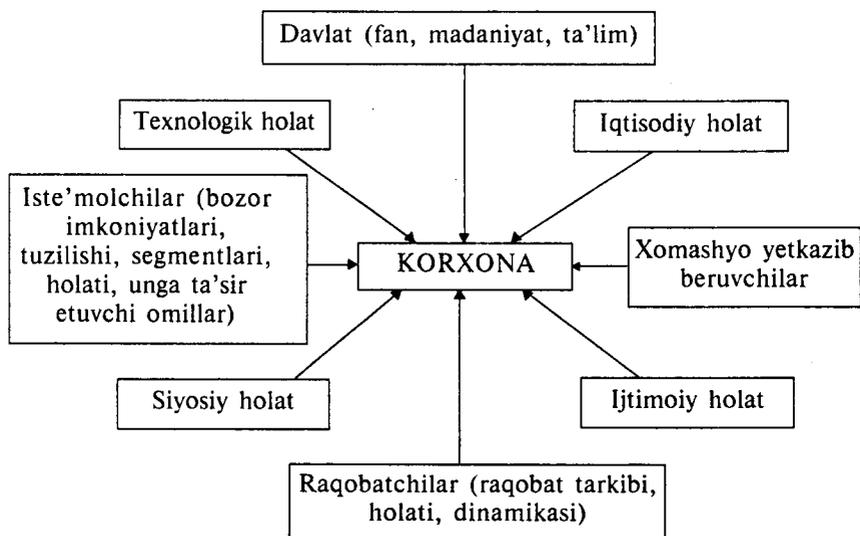 Davlat (fan, madaniyat, ta’lim)
Texnologik holat
Iqtisodiy holat
Iste’molchilar (bozor
imkoniyatlari,
tuzilishi, segmentlari,
holati, unga ta’sir
etuvchi omillar)
KORXONA
Xomashyo yetkazib
beruvchilar
Siyosiy holat
Ijtimoiy holat
Raqobatchilar (raqobat tarkibi,
holati, dinamikasi)